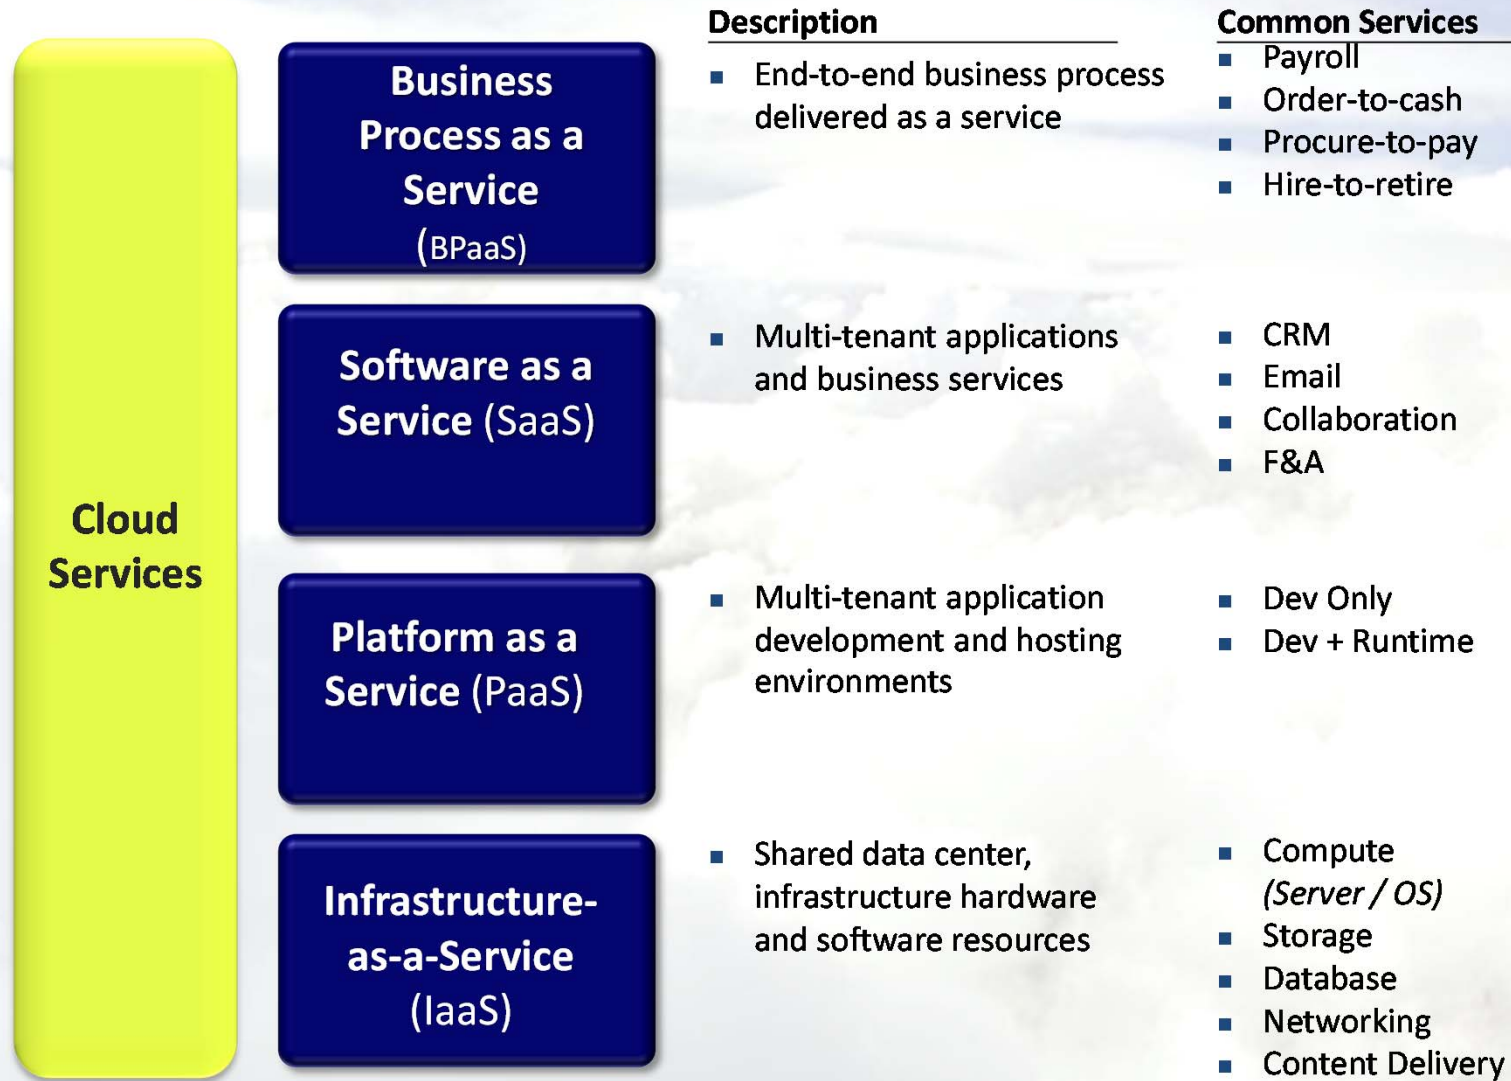 Description
Common Services
Cloud
Services
Business
Process as a
Service
(BPaaS)
■ End-to-end business process
delivered as a service
■ Payroll
■ Order-to-cash
■ Procure-to-pay
■ Hire-to-retire
Software as a
Service (SaaS)
■ Multi-tenant applications
and business services
■ CRM
■ Email
■ Collaboration
■ F&A
Platform as a
Service (PaaS)
■ Multi-tenant application
development and hosting
environments
■ Dev Only
■ Dev + Runtime
Infrastructure-
as-a-Service
(IaaS)
■ Shared data center,
infrastructure hardware
and software resources
■ Compute
(Server / OS)
■ Storage
■ Database
■ Networking
■ Content Delivery